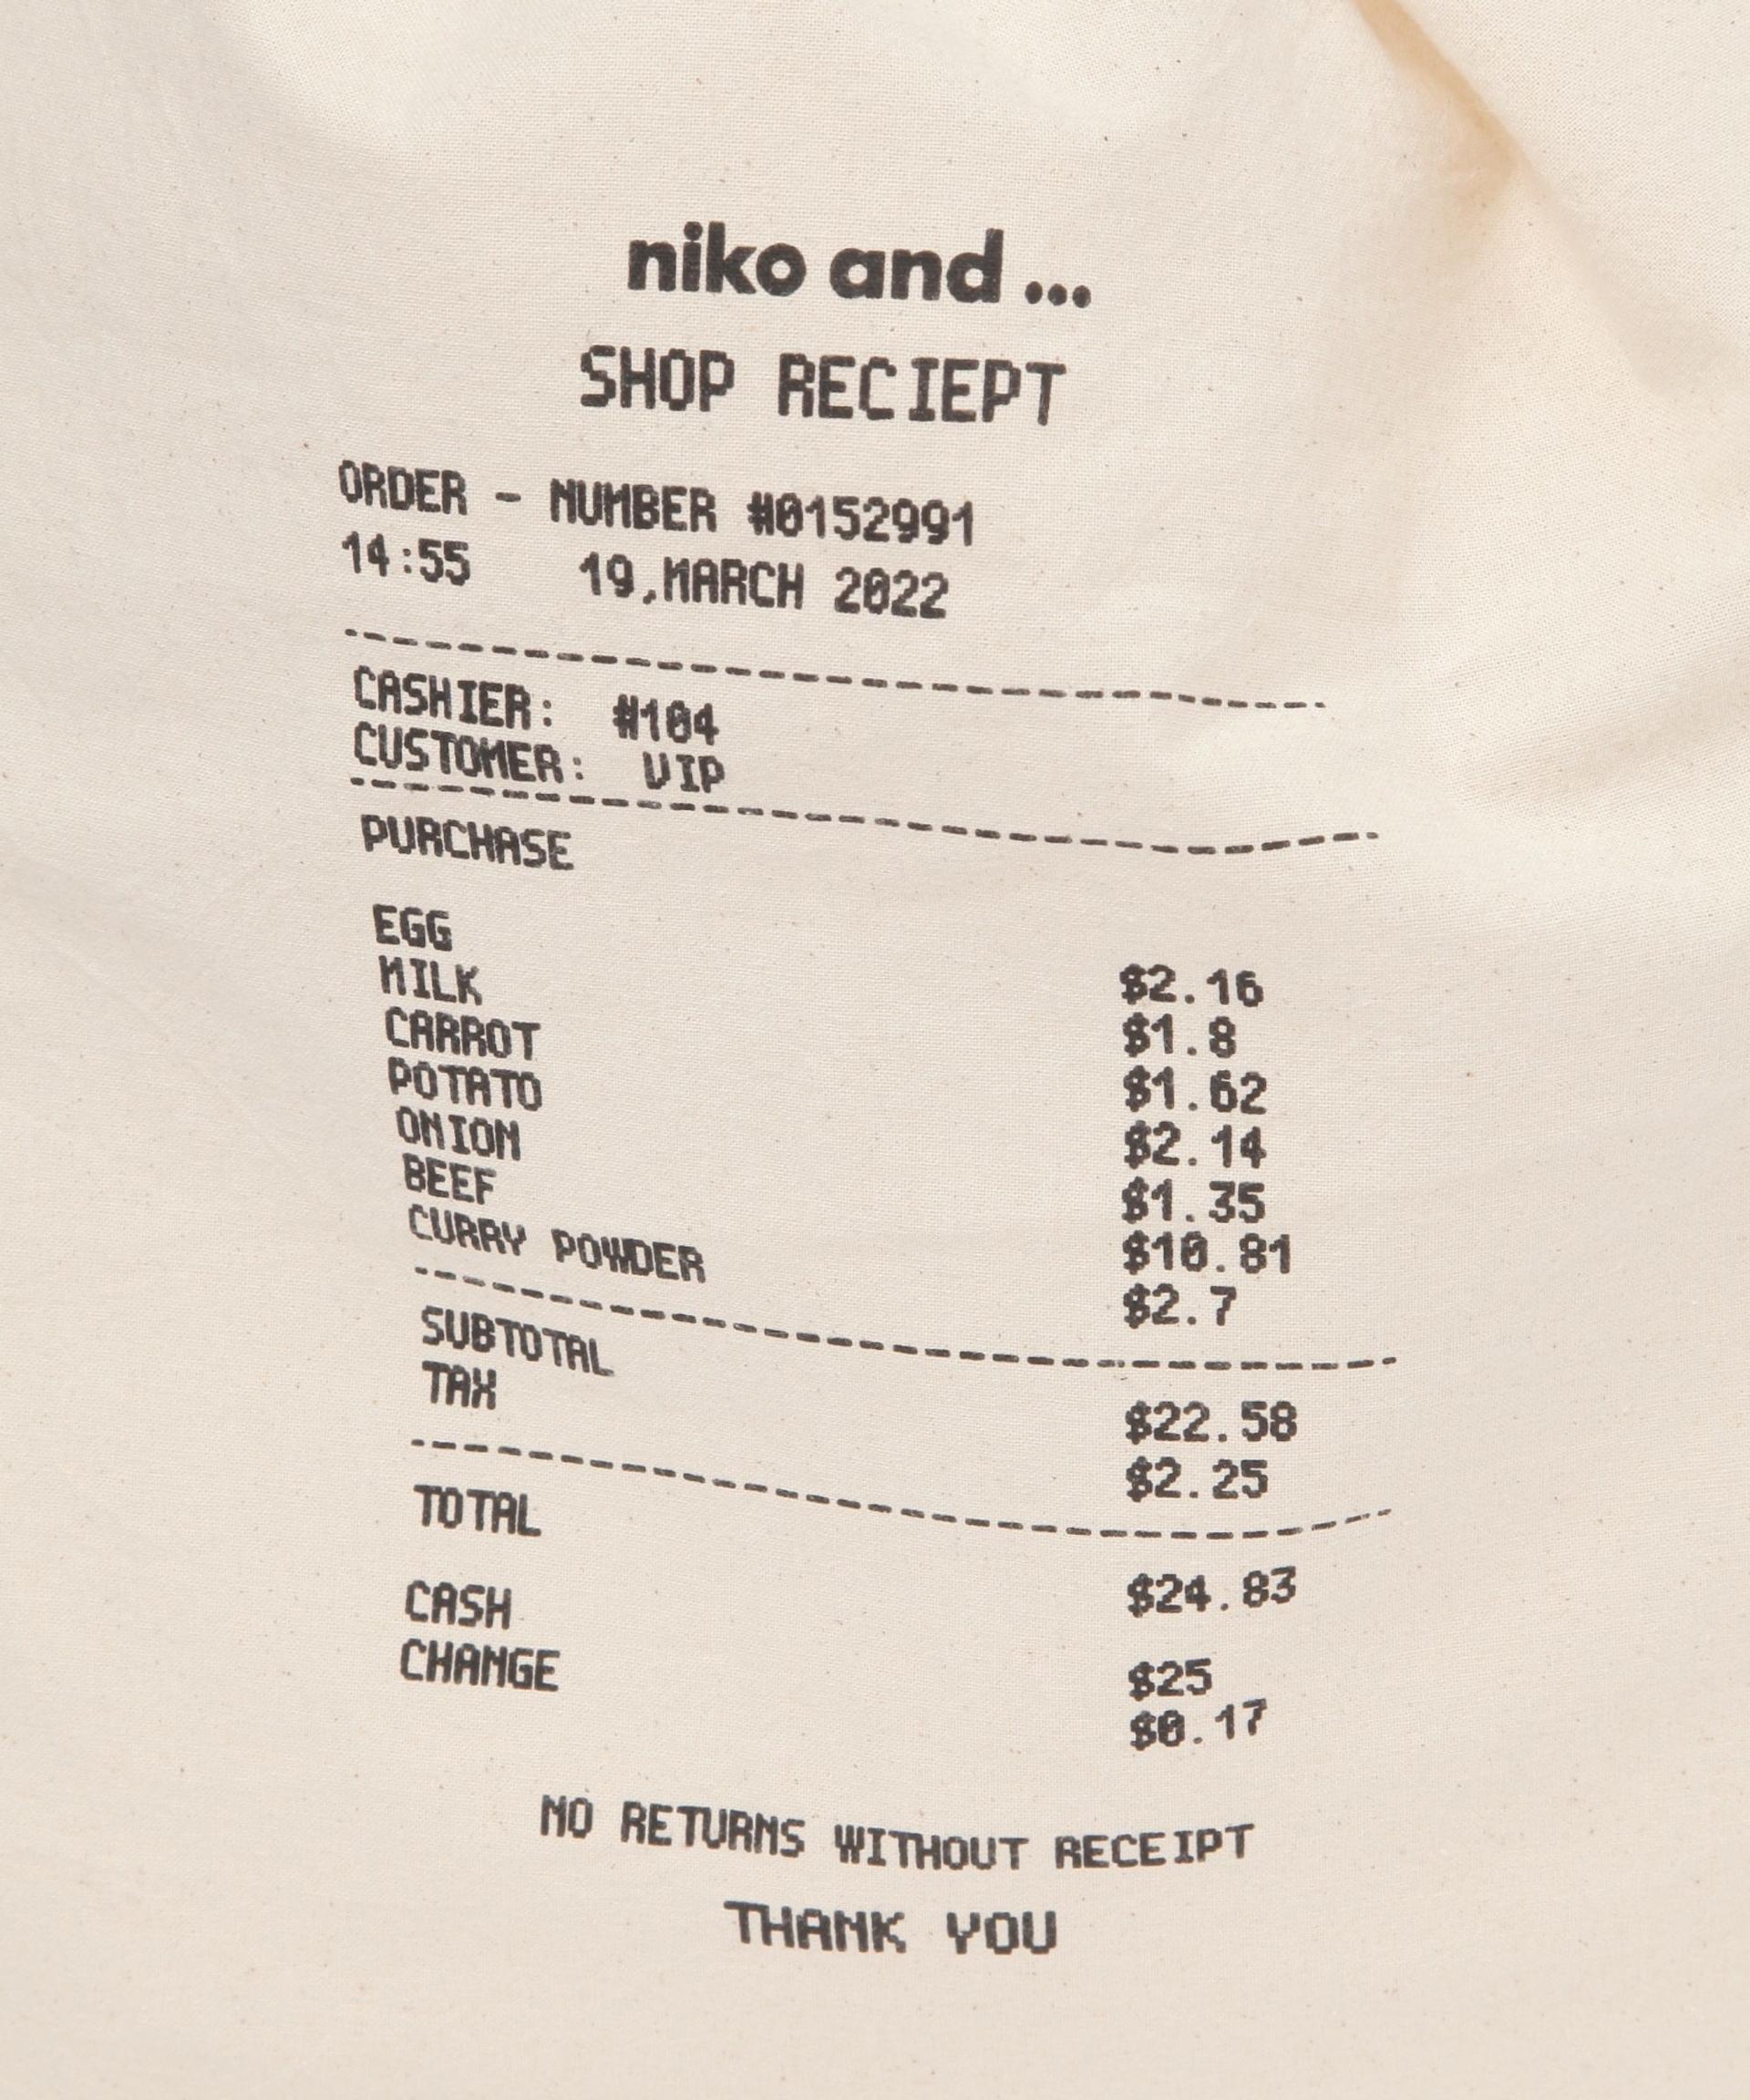 niko and ...
SHOP RECIEPT
ORDER - NUMBER #0152991
14:55 19,MARCH 2022
CASHIER: #104
CUSTOMER: VIP
PURCHASE
EGG $2.16
MILK $1.8
CARROT $1.62
POTATO $2.14
ONION $1.35
BEEF $10.81
CURRY POWDER $2.7
SUBTOTAL $22.58
TAX $2.25
TOTAL $24.83
CASH $25
CHANGE $0.17
NO RETURNS WITHOUT RECEIPT
THANK YOU